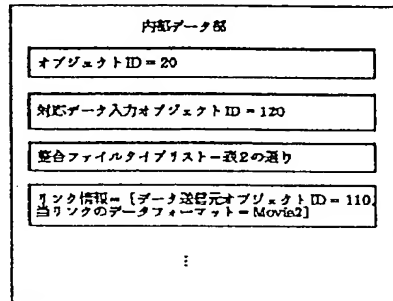 内部データ部
オブジェクトID = 20
対応データ入力オブジェクトID = 120
整合ファイルタイプリスト=表2の通り
リンク情報= [データ送信元オブジェクトID = 110,
当リンクのデータフォーマット= Movie2]
⋮